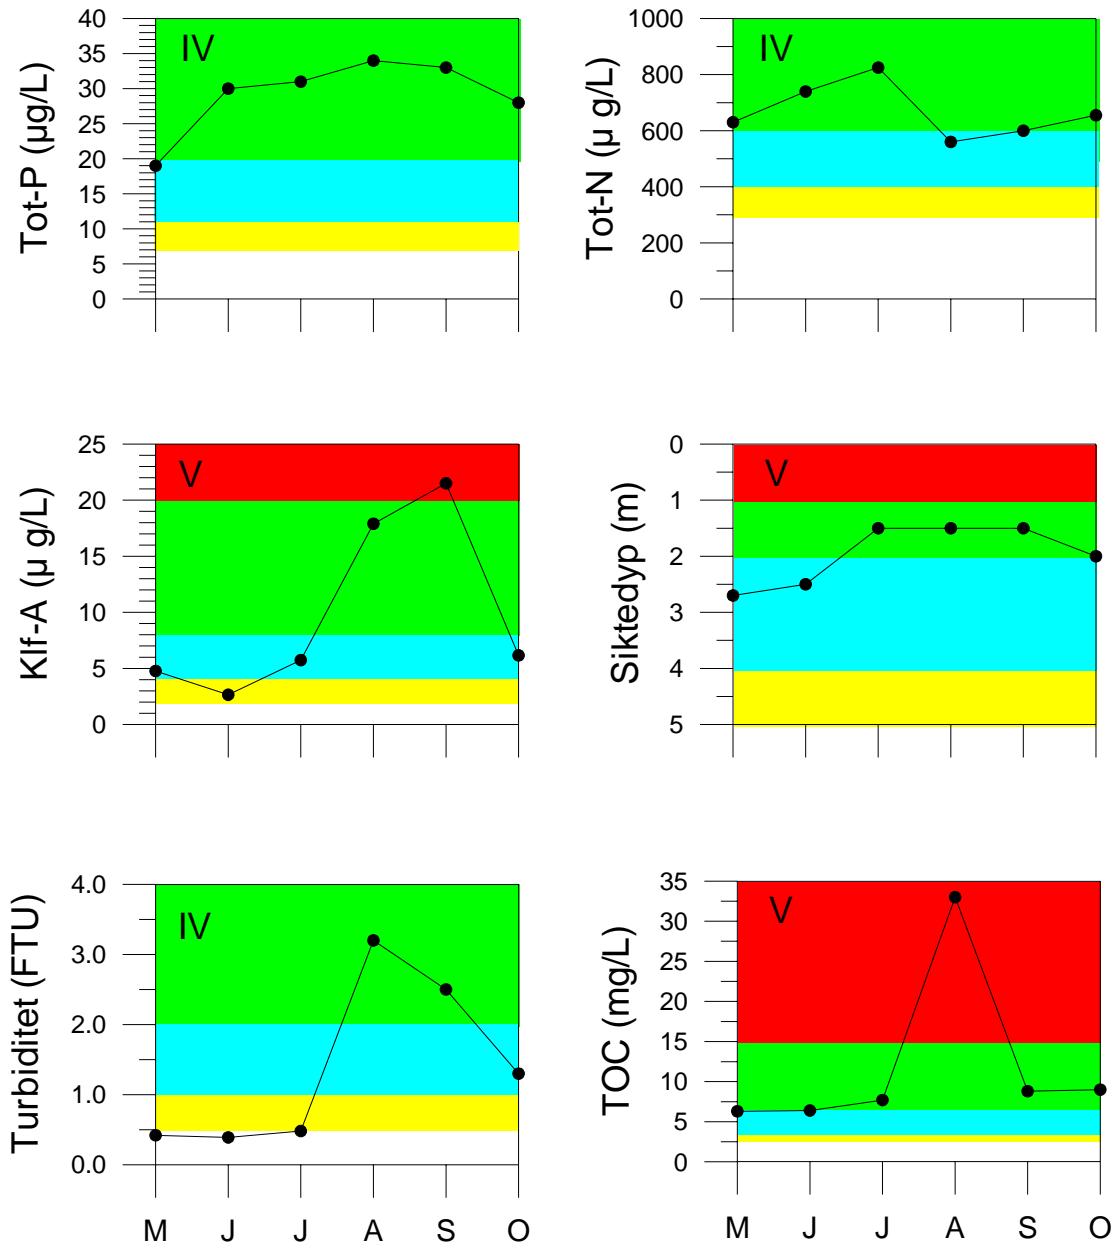 Tot-P (µg/L)
40
35
30
25
20
15
10
5
0
IV
Tot-N (µ g/L)
1000
800
600
400
200
0
IV
Klf-A (µ g/L)
25
20
15
10
5
0
V
Siktedyp (m)
0
1
2
3
4
5
V
Turbiditet (FTU)
4.0
3.0
2.0
1.0
0.0
IV
M J J A S O
TOC (mg/L)
35
30
25
20
15
10
5
0
V
M J J A S O